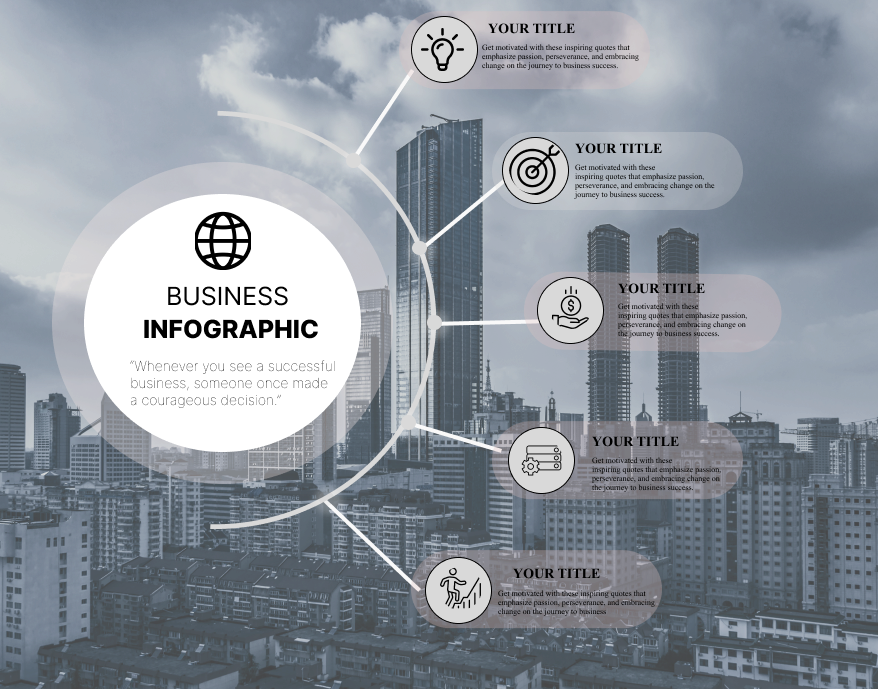 YOUR TITLE
Get motivated with these inspiring quotes that
emphasize passion, perseverance, and embracing
change on the journey to business success.
YOUR TITLE
Get motivated with these
inspiring quotes that emphasize passion,
perseverance, and embracing change on the
journey to business success.
BUSINESS
INFOGRAPHIC
"Whenever you see a successful
business, someone once made
a courageous decision."
YOUR TITLE
Get motivated with these
inspiring quotes that emphasize passion,
perseverance, and embracing change on
the journey to business success.
YOUR TITLE
Get motivated with these
inspiring quotes that emphasize passion,
perseverance, and embracing change on
the journey to business success.
YOUR TITLE
Get motivated with these inspiring quotes that
emphasize passion, perseverance, and embracing
change on the journey to business